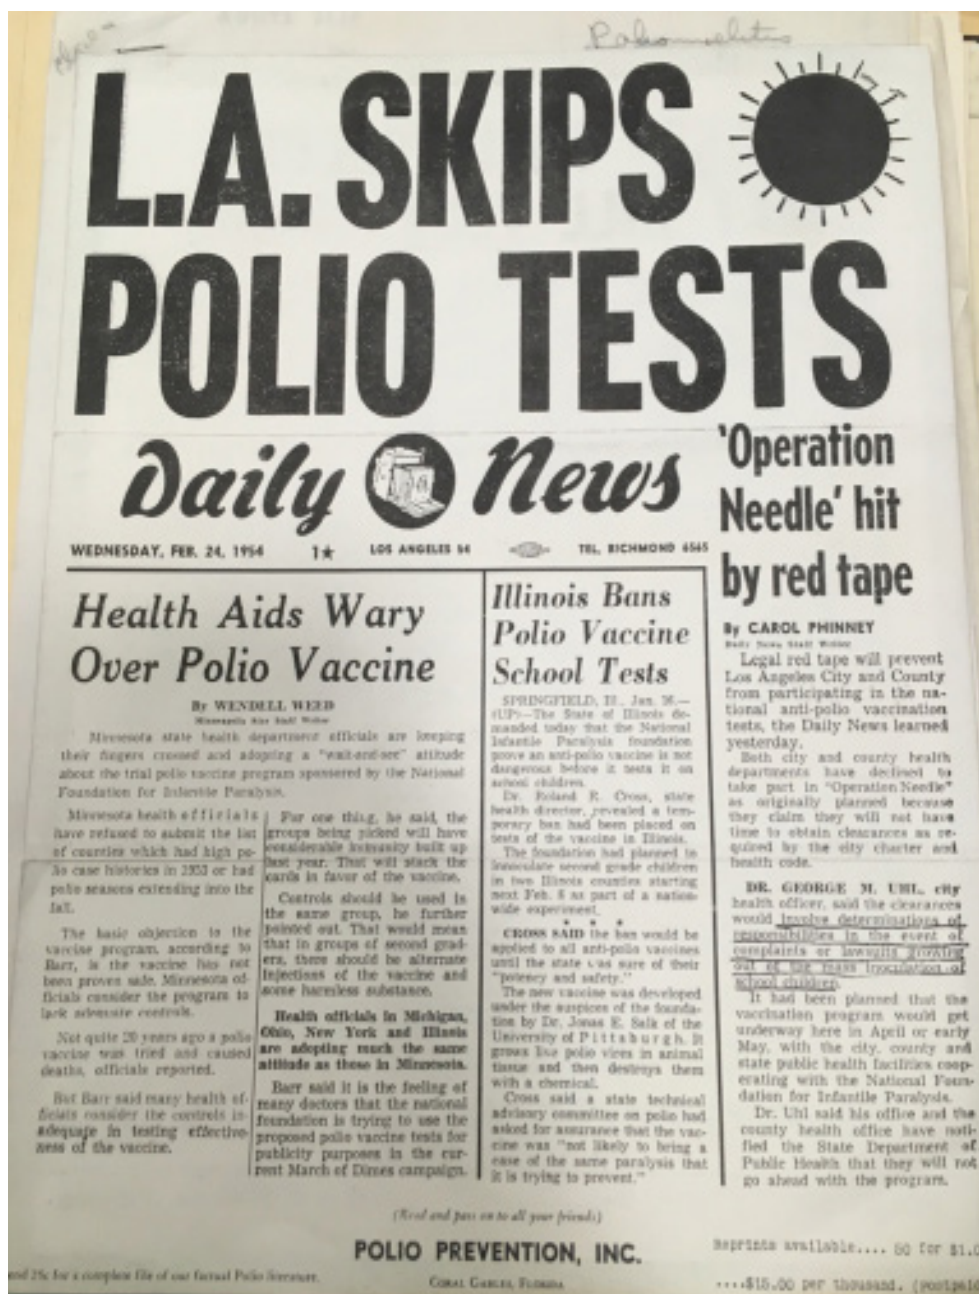 Poliomyelitis
L.A. SKIPS
POLIO TESTS
Daily News
WEDNESDAY, FEB. 24, 1954 1★ LOS ANGELES 54 TEL. RICHMOND 6565
Health Aids Wary
Over Polio Vaccine
By WENDELL WEED
Minneapolis Star Staff Writer
Minnesota state health department officials are keeping
their fingers crossed and adopting a "wait-and-see" attitude
about the trial polio vaccine program sponsored by the National
Foundation for Infantile Paralysis.
Minnesota health officials
have refused to submit the list
of counties which had high po-
lio case histories in 1953 or had
polio seasons extending into the
fall.
The basic objection to the
vaccine program, according to
Barr, is the vaccine has not
been proven safe. Minnesota of-
ficials consider the program to
lack adequate controls.
Not quite 20 years ago a polio
vaccine was tried and caused
deaths, officials reported.
But Barr said many health of-
ficials consider the controls in-
adequate in testing effective-
ness of the vaccine.
For one thing, he said, the
groups being picked will have
considerable immunity built up
last year. That will stack the
cards in favor of the vaccine.
Controls should be used in
the same group, he further
pointed out. That would mean
that in groups of second grad-
ers, there should be alternate
injections of the vaccine and
some harmless substance.
Health officials in Michigan,
Ohio, New York and Illinois
are adopting much the same
attitude as those in Minnesota.
Barr said it is the feeling of
many doctors that the national
foundation is trying to use the
proposed polio vaccine tests for
publicity purposes in the cur-
rent March of Dimes campaign.
Illinois Bans
Polio Vaccine
School Tests
SPRINGFIELD, Ill., Jan. 26.—
(UP)—The State of Illinois de-
manded today that the National
Infantile Paralysis foundation
prove an anti-polio vaccine is not
dangerous before it tests it on
school children.
Dr. Roland R. Cross, state
health director, revealed a tem-
porary ban had been placed on
tests of the vaccine in Illinois.
The foundation had planned to
innoculate second grade children
in two Illinois counties starting
next Feb. 8 as part of a nation-
wide experiment.
* * *
CROSS SAID the ban would be
applied to all anti-polio vaccines
until the state was sure of their
"potency and safety."
The new vaccine was developed
under the auspices of the founda-
tion by Dr. Jonas E. Salk of the
University of Pittsburgh. It
grows live polio vires in animal
tissue and then destroys them
with a chemical.
Cross said a state technical
advisory committee on polio had
asked for assurance that the vac-
cine was "not likely to bring a
case of the same paralysis that
it is trying to prevent."
'Operation
Needle' hit
by red tape
By CAROL PHINNEY
Daily News Staff Writer
Legal red tape will prevent
Los Angeles City and County
from participating in the na-
tional anti-polio vaccination
tests, the Daily News learned
yesterday.
Both city and county health
departments have declined to
take part in "Operation Needle"
as originally planned because
they claim they will not have
time to obtain clearances as re-
quired by the city charter and
health code.
DR. GEORGE M. UHL, city
health officer, said the clearances
would involve determinations of
responsibilities in the event of
complaints or lawsuits growing
out of the mass inoculation of
school children.
It had been planned that the
vaccination program would get
underway here in April or early
May, with the city, county and
state public health facilities coop-
erating with the National Foun-
dation for Infantile Paralysis.
Dr. Uhl said his office and the
county health office have noti-
fied the State Department of
Public Health that they will not
go ahead with the program.
(Read and pass on to all your friends)
POLIO PREVENTION, INC.
CORAL GABLES, FLORIDA
end 25c for a complete file of our factual Polio literature.
Reprints available.... 50 for $1.0
....$15.00 per thousand. (postpaid